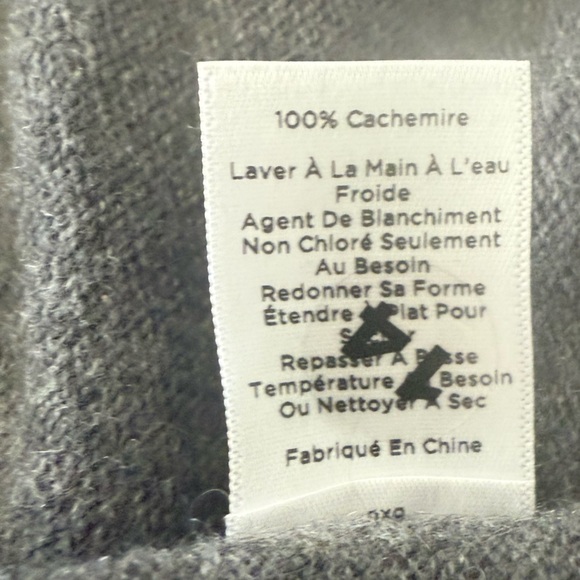 100% Cachemire
Laver À La Main À L'eau
Froide
Agent De Blanchiment
Non Chloré Seulement
Au Besoin
Redonner Sa Forme
Étendre À Plat Pour
Repasser À Basse
Température Besoin
Ou Nettoyer À Sec
Fabriqué En Chine